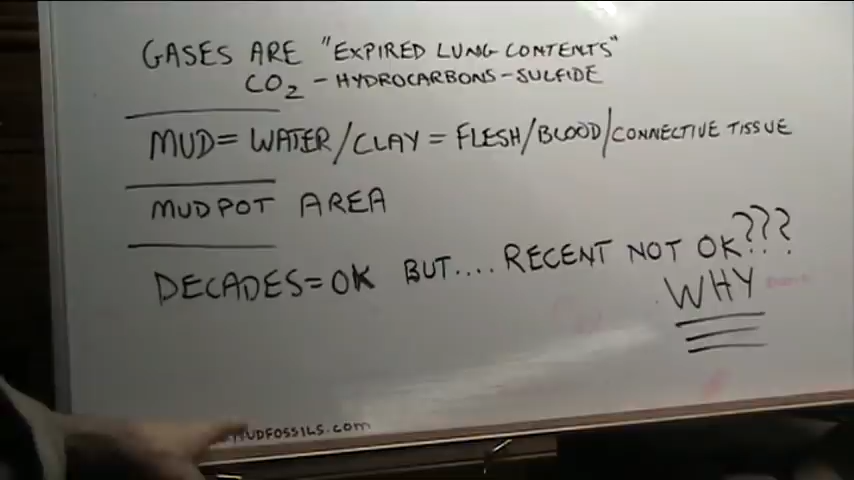 GASES ARE "EXPIRED LUNG CONTENTS"
CO2 - HYDROCARBONS - SULFIDE
MUD= WATER/CLAY = FLESH/BLOOD/CONNECTIVE TISSUE
MUDPOT AREA
DECADES=OK BUT.... RECENT NOT OK???
WHY
MUDFOSSILS.com